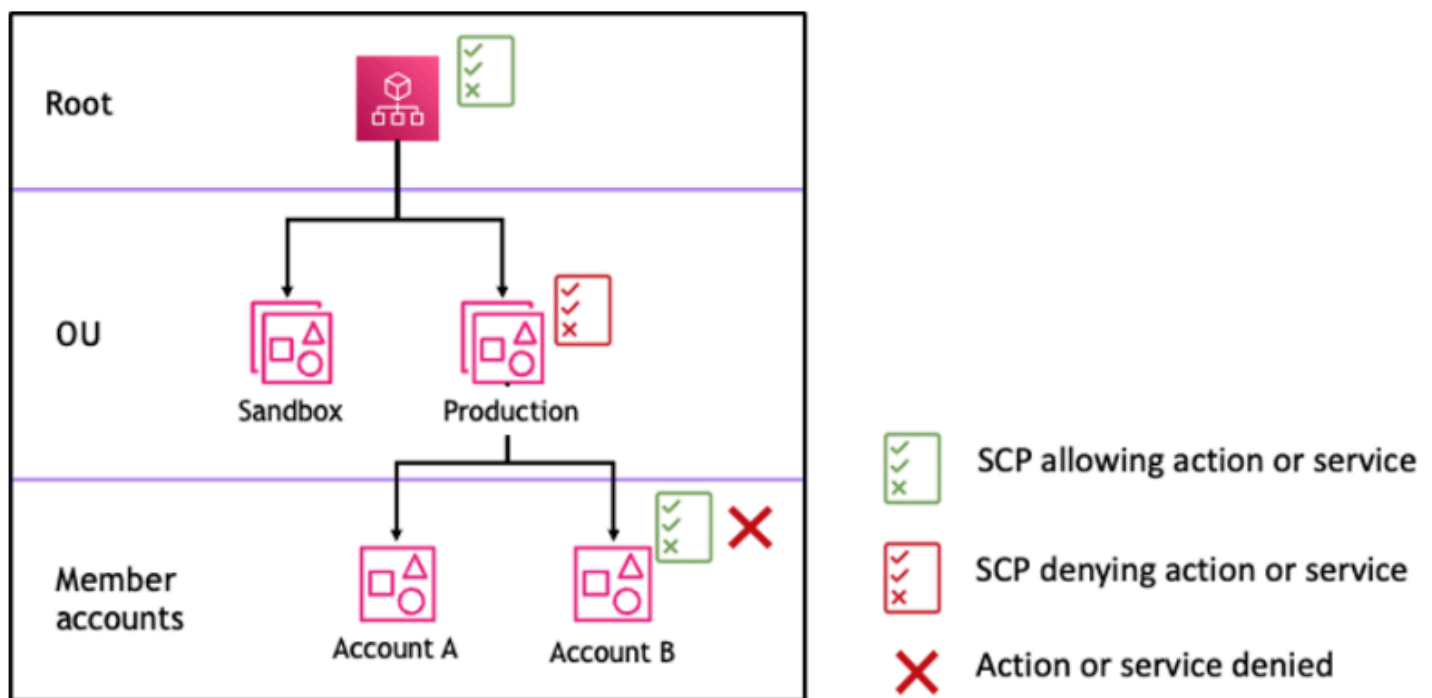 Root
OU
Sandbox
Production
Member
accounts
Account A
Account B
SCP allowing action or service
SCP denying action or service
Action or service denied